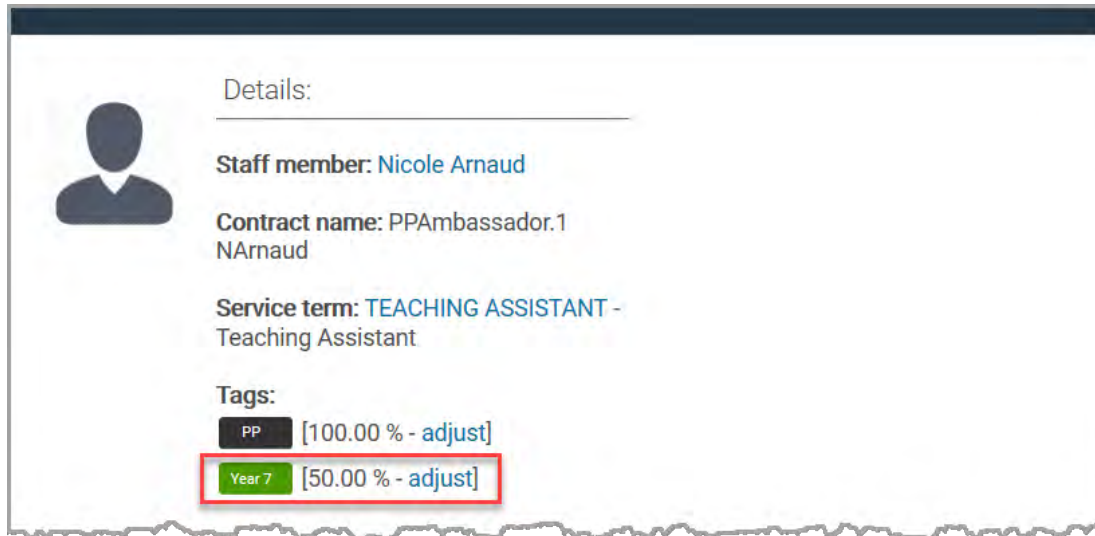 Details:
Staff member: Nicole Arnaud
Contract name: PPAmbassador.1
NArnaud
Service term: TEACHING ASSISTANT -
Teaching Assistant
Tags:
PP [100.00 % - adjust]
Year 7 [50.00 % - adjust]